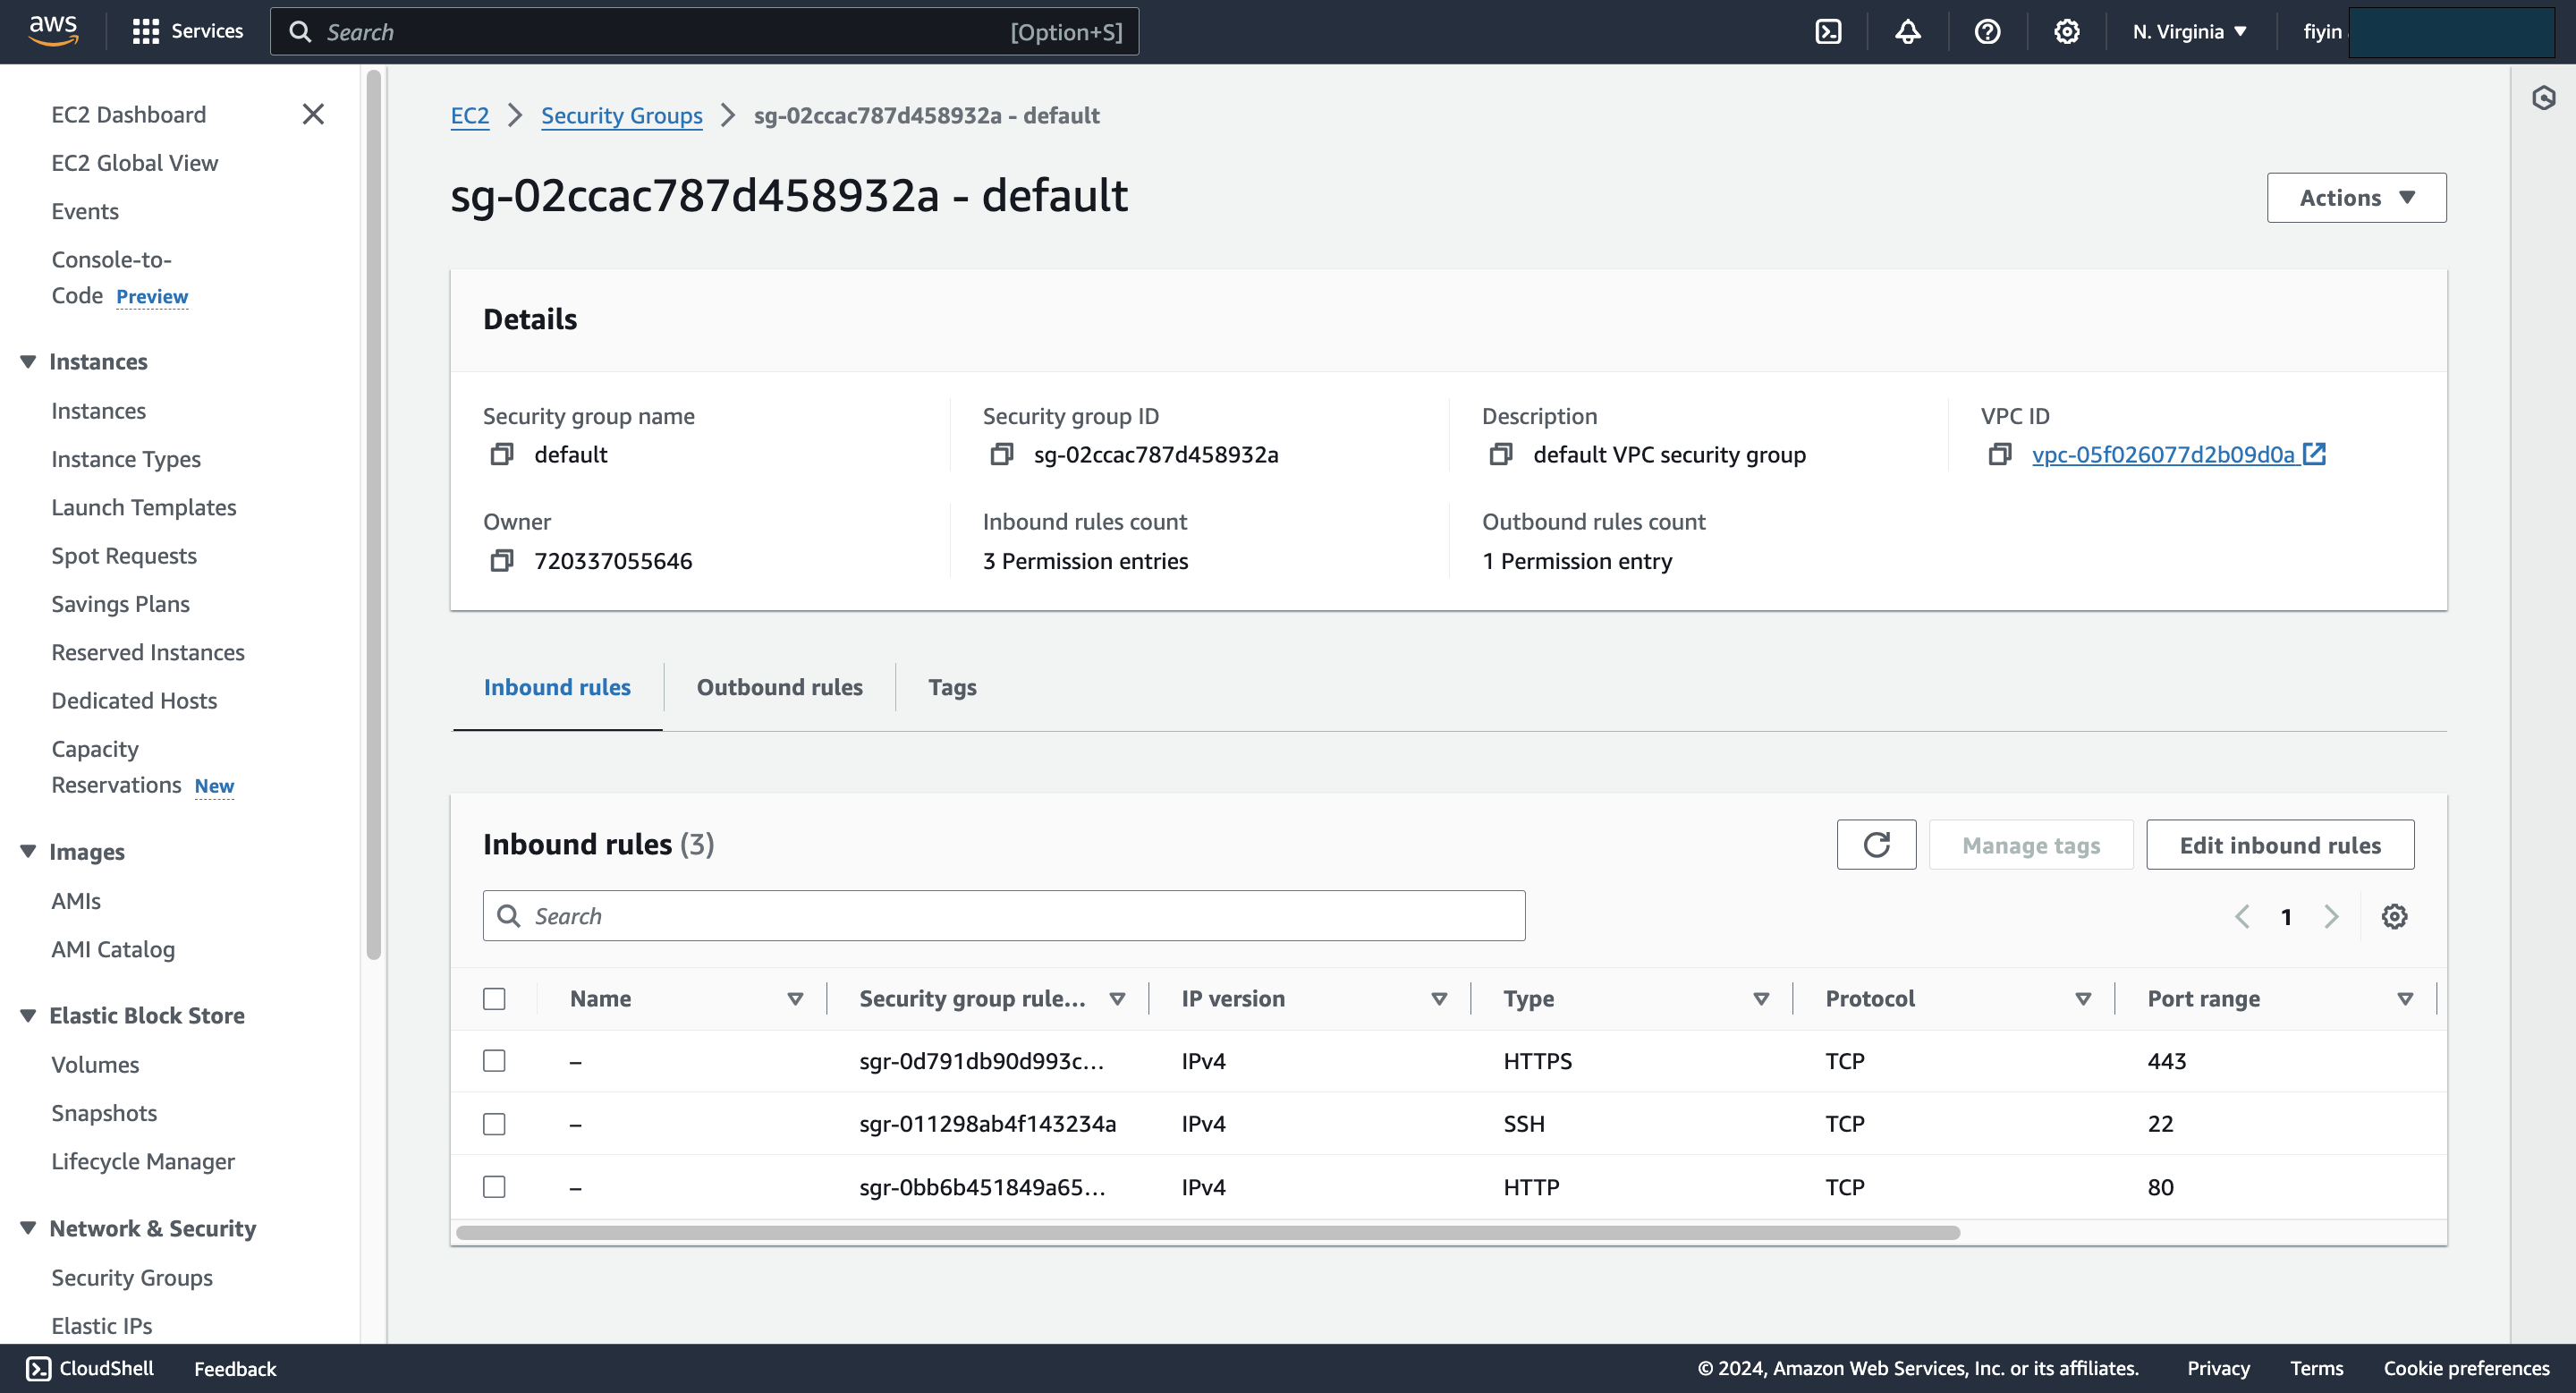 aws Services Search [Option+S] N. Virginia fiyin
EC2 Dashboard
EC2 Global View
Events
Console-to-
Code Preview
Instances
Instances
Instance Types
Launch Templates
Spot Requests
Savings Plans
Reserved Instances
Dedicated Hosts
Capacity
Reservations New
Images
AMIs
AMI Catalog
Elastic Block Store
Volumes
Snapshots
Lifecycle Manager
Network & Security
Security Groups
Elastic IPs
EC2 Security Groups sg-02ccac787d458932a - default
sg-02ccac787d458932a - default
Actions
Details
Security group name Security group ID Description VPC ID
default sg-02ccac787d458932a default VPC security group vpc-05f026077d2b09d0a
Owner Inbound rules count Outbound rules count
720337055646 3 Permission entries 1 Permission entry
Inbound rules Outbound rules Tags
Inbound rules (3) Manage tags Edit inbound rules
Search 1
Name Security group rule... IP version Type Protocol Port range
– sgr-0d791db90d993c... IPv4 HTTPS TCP 443
– sgr-011298ab4f143234a IPv4 SSH TCP 22
– sgr-0bb6b451849a65... IPv4 HTTP TCP 80
CloudShell Feedback © 2024, Amazon Web Services, Inc. or its affiliates. Privacy Terms Cookie preferences